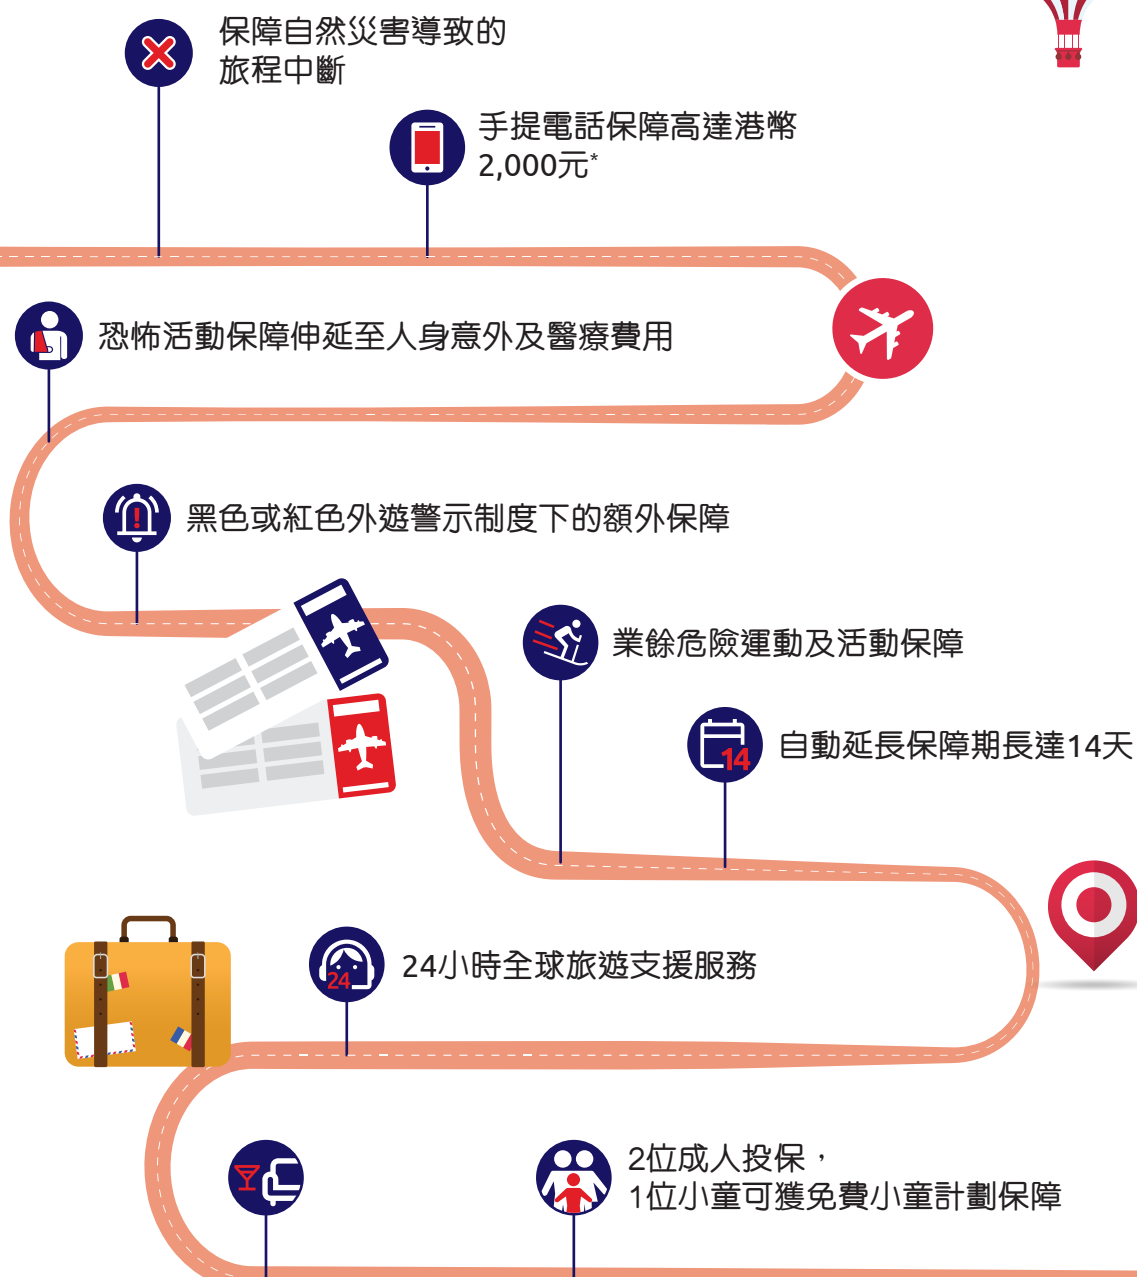 保障自然災害導致的
旅程中斷
手提電話保障高達港幣
2,000元*
恐怖活動保障伸延至人身意外及醫療費用
!
黑色或紅色外遊警示制度下的額外保障
業餘危險運動及活動保障
14
自動延長保障期長達14天
24
24小時全球旅遊支援服務
2位成人投保，
1位小童可獲免費小童計劃保障